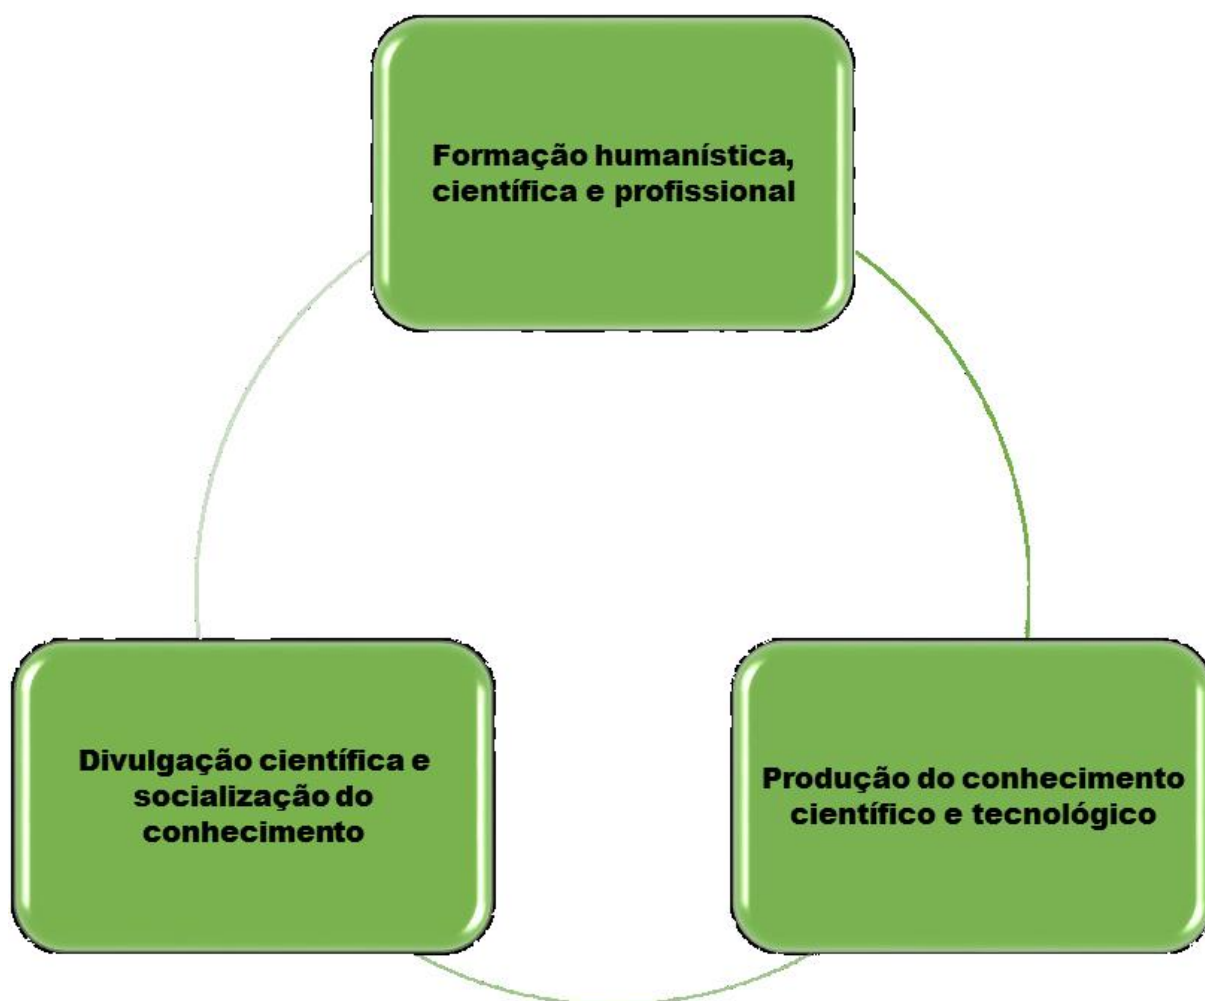 Formação humanística,
científica e profissional
Divulgação científica e
socialização do
conhecimento
Produção do conhecimento
científico e tecnológico